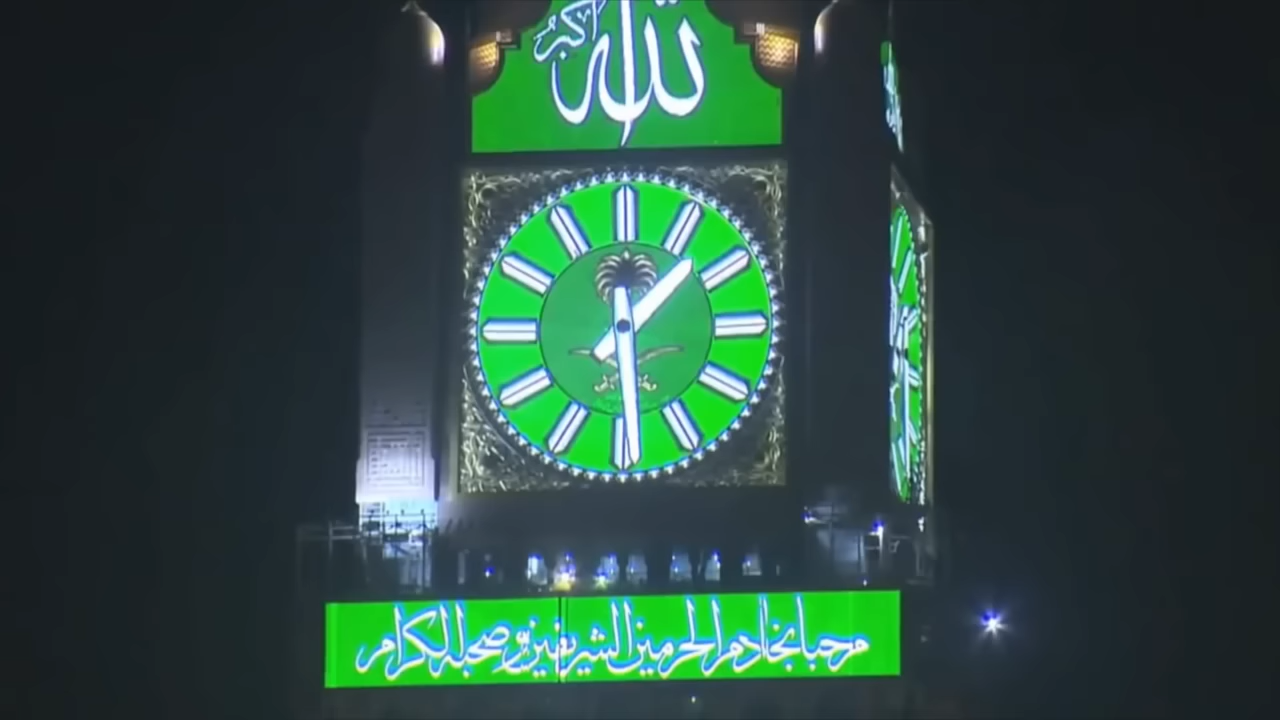 الله أكبر
مرحبا بخادم الحرمين الشريفين وصحبه الكرام